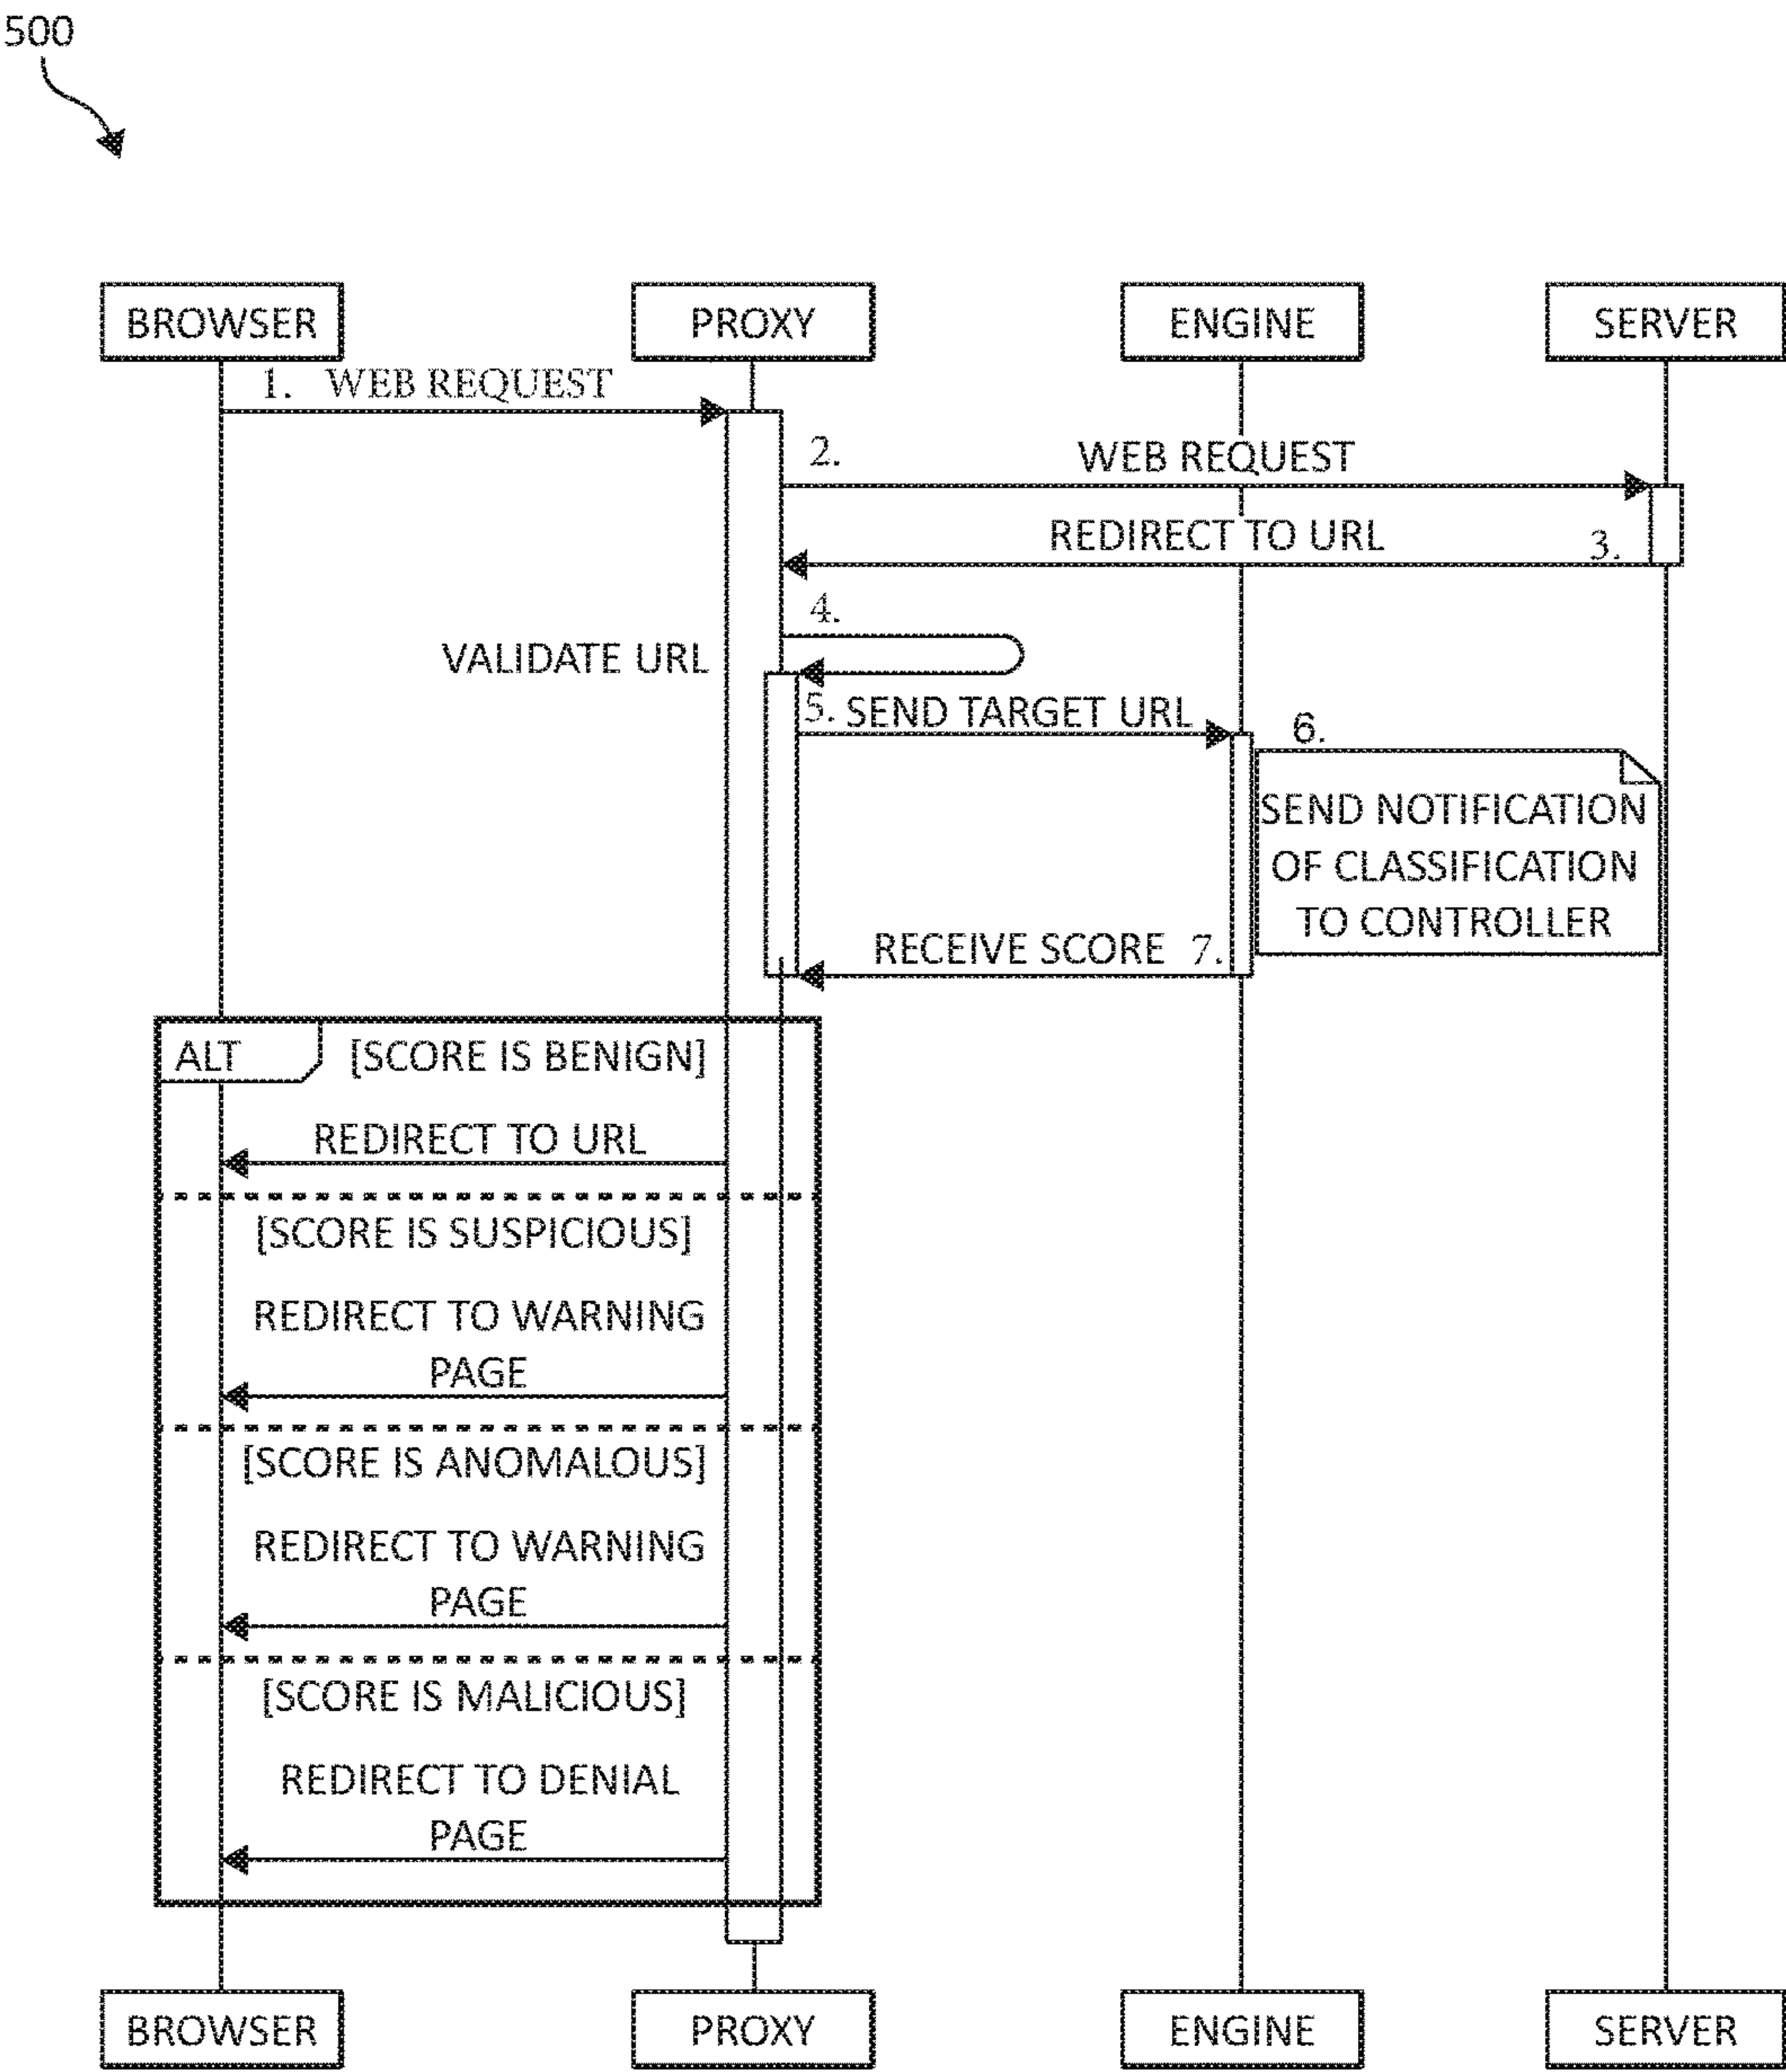 500
BROWSER PROXY ENGINE SERVER
1. WEB REQUEST
2. WEB REQUEST
REDIRECT TO URL 3.
4.
VALIDATE URL
5. SEND TARGET URL
6.
SEND NOTIFICATION
OF CLASSIFICATION
TO CONTROLLER
RECEIVE SCORE 7.
ALT [SCORE IS BENIGN]
REDIRECT TO URL
[SCORE IS SUSPICIOUS]
REDIRECT TO WARNING
PAGE
[SCORE IS ANOMALOUS]
REDIRECT TO WARNING
PAGE
[SCORE IS MALICIOUS]
REDIRECT TO DENIAL
PAGE
BROWSER PROXY ENGINE SERVER